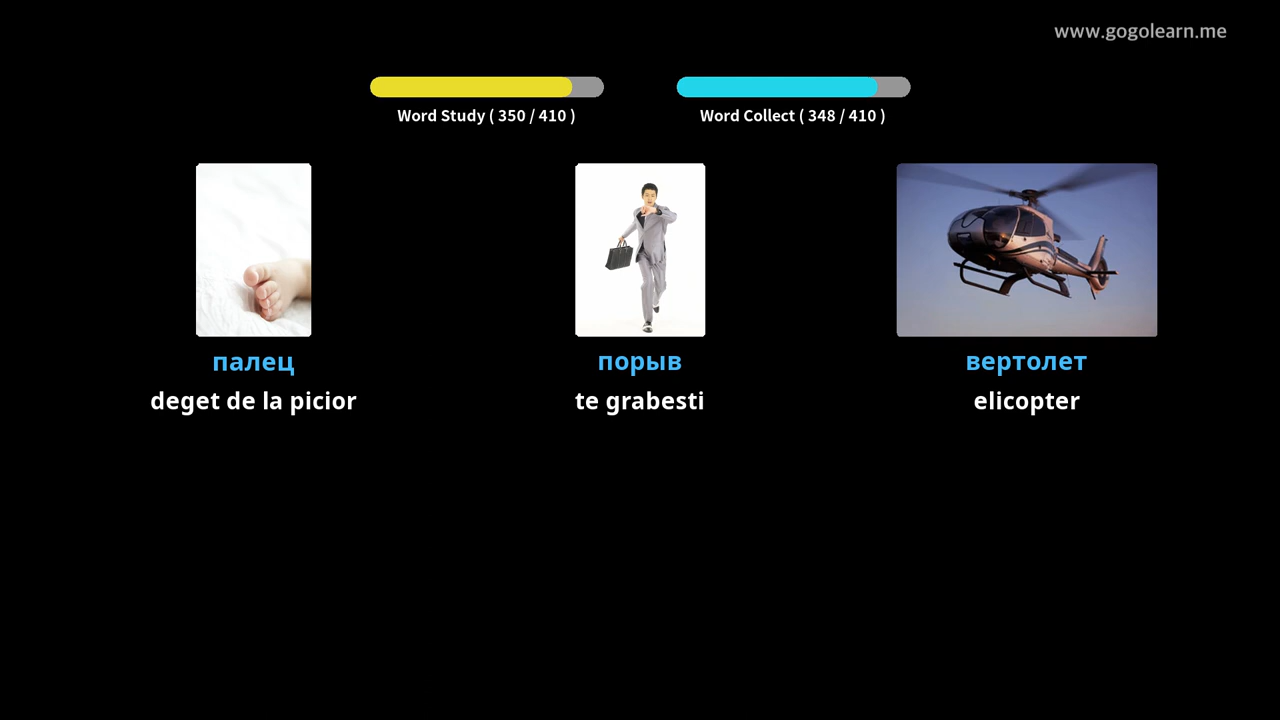 www.gogolearn.me
Word Study ( 350 / 410 )
Word Collect ( 348 / 410 )
палец
порыв
вертолет
deget de la picior
te grabesti
elicopter